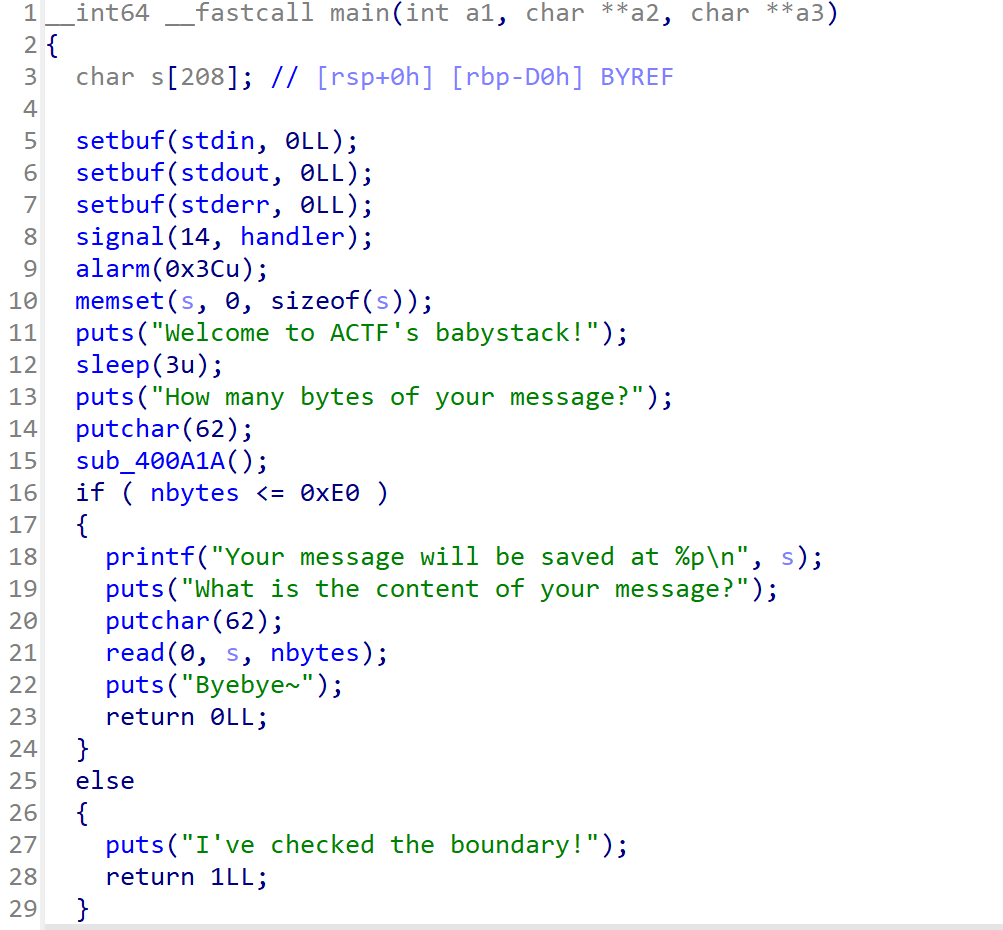 1 __int64 __fastcall main(int a1, char **a2, char **a3)
2 {
3   char s[208]; // [rsp+0h] [rbp-D0h] BYREF
4
5   setbuf(stdin, 0LL);
6   setbuf(stdout, 0LL);
7   setbuf(stderr, 0LL);
8   signal(14, handler);
9   alarm(0x3Cu);
10   memset(s, 0, sizeof(s));
11   puts("Welcome to ACTF's babystack!");
12   sleep(3u);
13   puts("How many bytes of your message?");
14   putchar(62);
15   sub_400A1A();
16   if ( nbytes <= 0xE0 )
17   {
18     printf("Your message will be saved at %p\n", s);
19     puts("What is the content of your message?");
20     putchar(62);
21     read(0, s, nbytes);
22     puts("Byebye~");
23     return 0LL;
24   }
25   else
26   {
27     puts("I've checked the boundary!");
28     return 1LL;
29   }